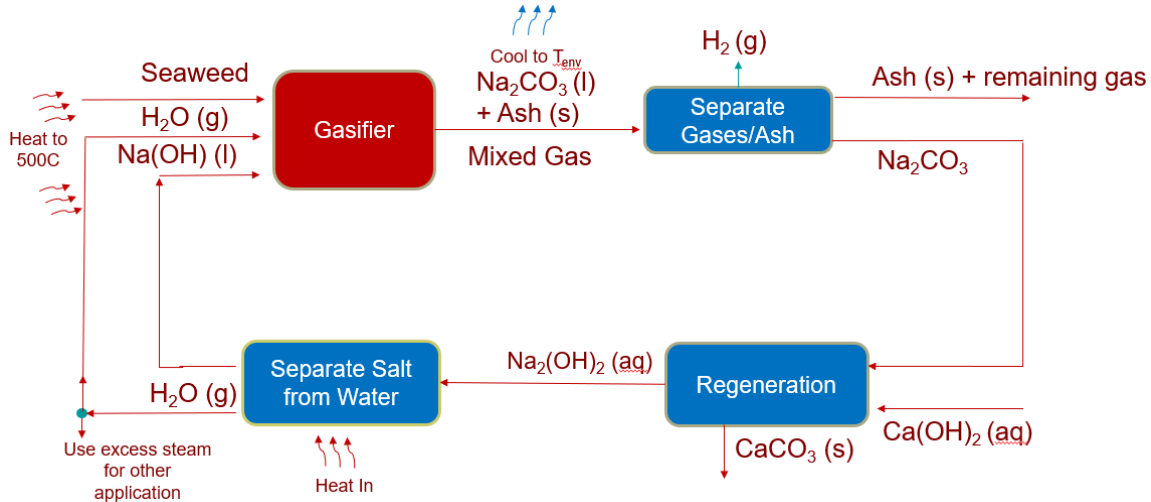 Cool to Tenv
Seaweed
H₂O (g)
Na(OH) (l)
Heat to
500C
Gasifier
Na₂CO₃ (l)
+ Ash (s)
Mixed Gas
H₂ (g)
Separate
Gases/Ash
Ash (s) + remaining gas
Na₂CO₃
Separate Salt
from Water
Na₂(OH)₂ (aq)
Regeneration
H₂O (g)
Ca(OH)₂ (aq)
CaCO₃ (s)
Use excess steam
for other
application
Heat In